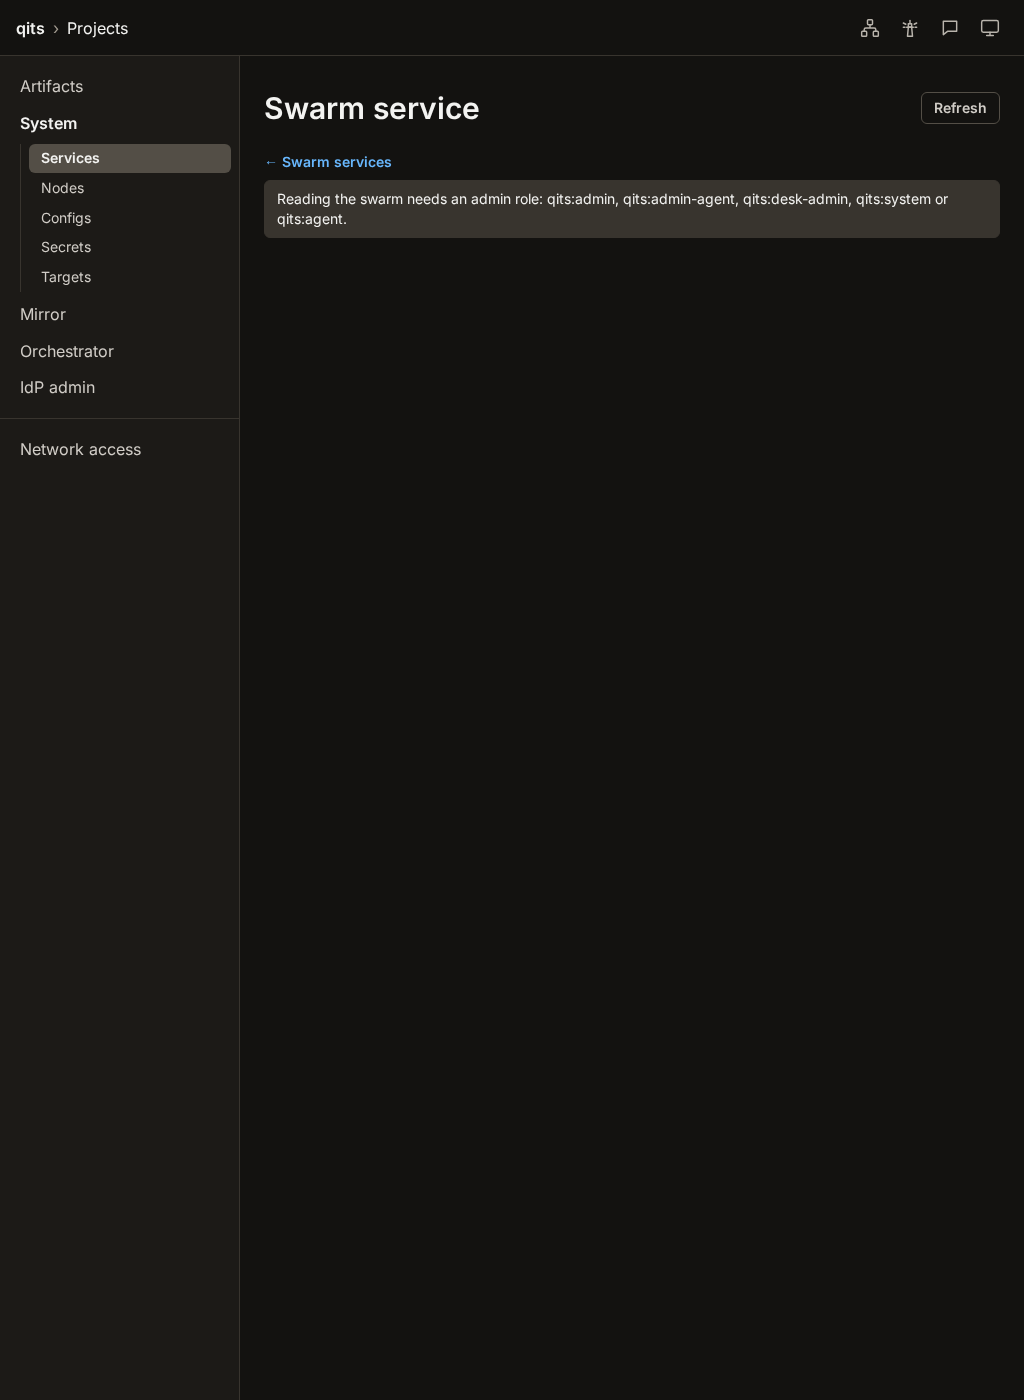 qits › Projects
Artifacts
System
Services
Nodes
Configs
Secrets
Targets
Mirror
Orchestrator
IdP admin
Network access
Swarm service
Refresh
← Swarm services
Reading the swarm needs an admin role: qits:admin, qits:admin-agent, qits:desk-admin, qits:system or
qits:agent.